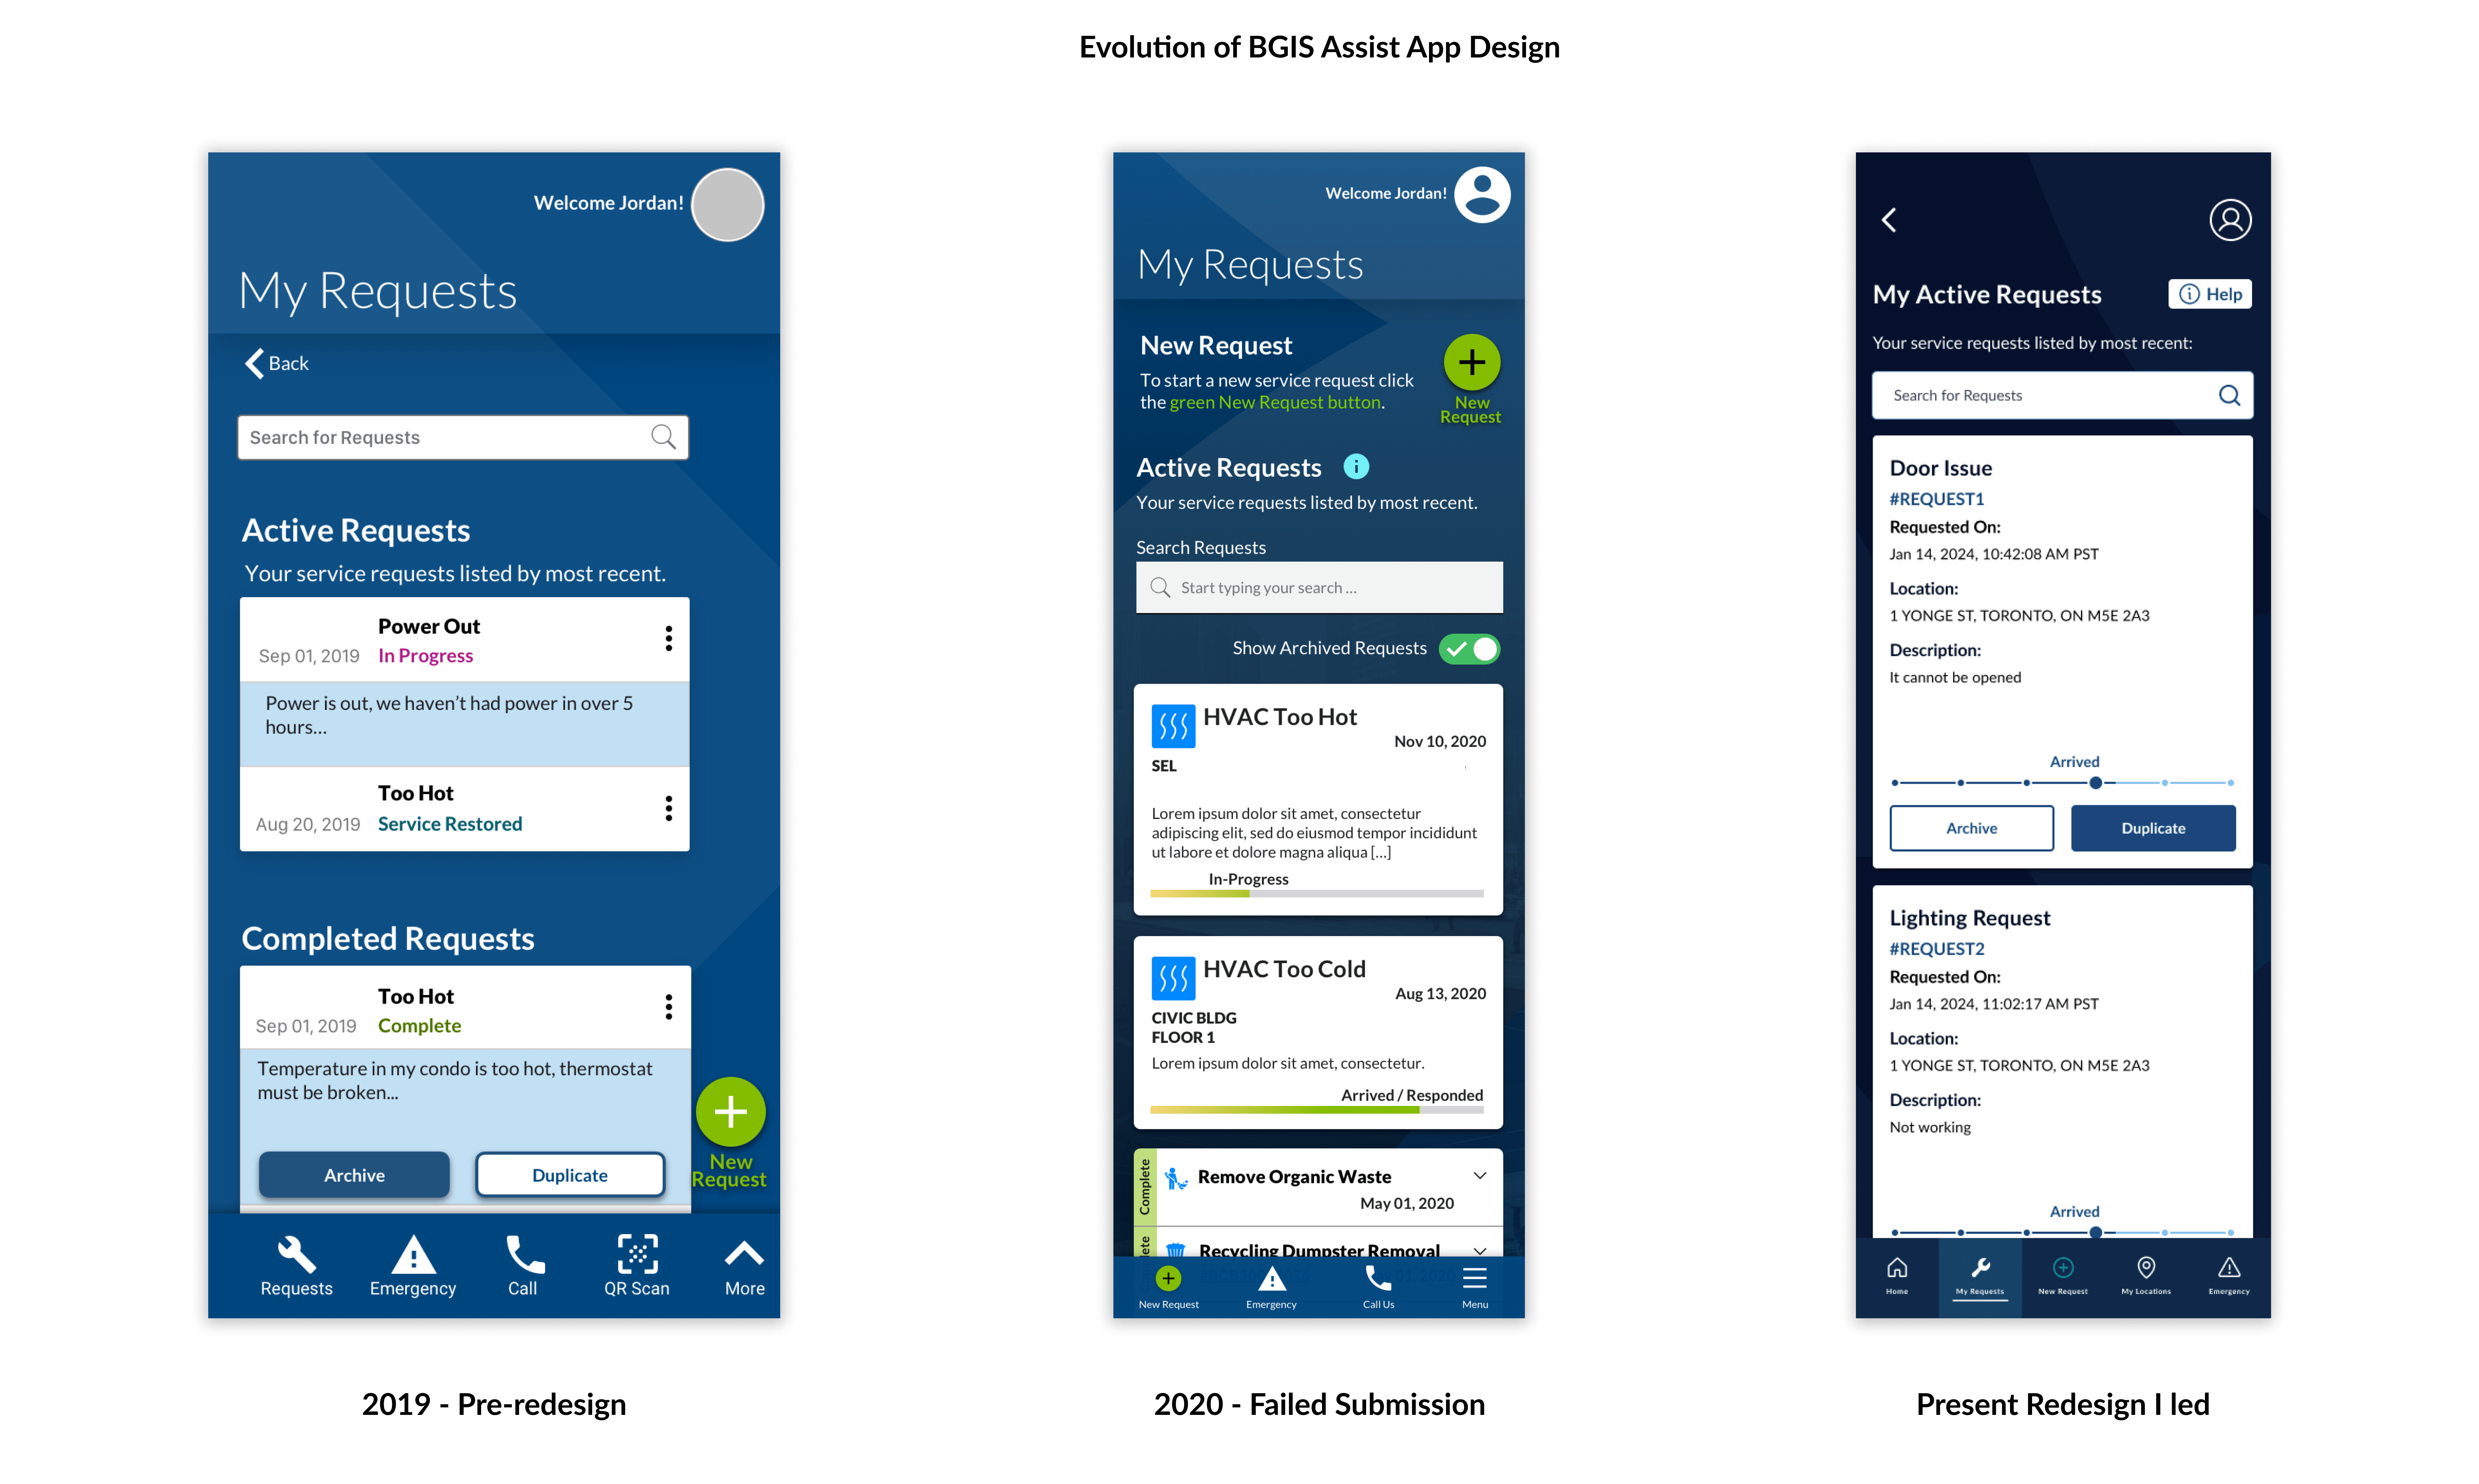 Evolution of BGIS Assist App Design
Welcome Jordan!
My Requests
Back
Search for Requests
Active Requests
Your service requests listed by most recent.
Power Out
Sep 01, 2019 In Progress
Power is out, we haven't had power in over 5
hours...
Too Hot
Aug 20, 2019 Service Restored
Completed Requests
Too Hot
Sep 01, 2019 Complete
Temperature in my condo is too hot, thermostat
must be broken...
Archive Duplicate
New
Request
Requests Emergency Call QR Scan More
2019 - Pre-redesign
Welcome Jordan!
My Requests
New Request
To start a new service request click
the green New Request button.
New
Request
Active Requests i
Your service requests listed by most recent.
Search Requests
Start typing your search ...
Show Archived Requests
HVAC Too Hot
Nov 10, 2020
SEL
Lorem ipsum dolor sit amet, consectetur
adipiscing elit, sed do eiusmod tempor incididunt
ut labore et dolore magna aliqua [...]
In-Progress
HVAC Too Cold
Aug 13, 2020
CIVIC BLDG
FLOOR 1
Lorem ipsum dolor sit amet, consectetur.
Arrived / Responded
Complete
Remove Organic Waste
May 01, 2020
Recycling Dumpster Removal
New Request Emergency Call Us Menu
2020 - Failed Submission
My Active Requests
Help
Your service requests listed by most recent:
Search for Requests
Door Issue
#REQUEST1
Requested On:
Jan 14, 2024, 10:42:08 AM PST
Location:
1 YONGE ST, TORONTO, ON M5E 2A3
Description:
It cannot be opened
Arrived
Archive Duplicate
Lighting Request
#REQUEST2
Requested On:
Jan 14, 2024, 11:02:17 AM PST
Location:
1 YONGE ST, TORONTO, ON M5E 2A3
Description:
Not working
Arrived
Home My Requests New Request My Locations Emergency
Present Redesign I led